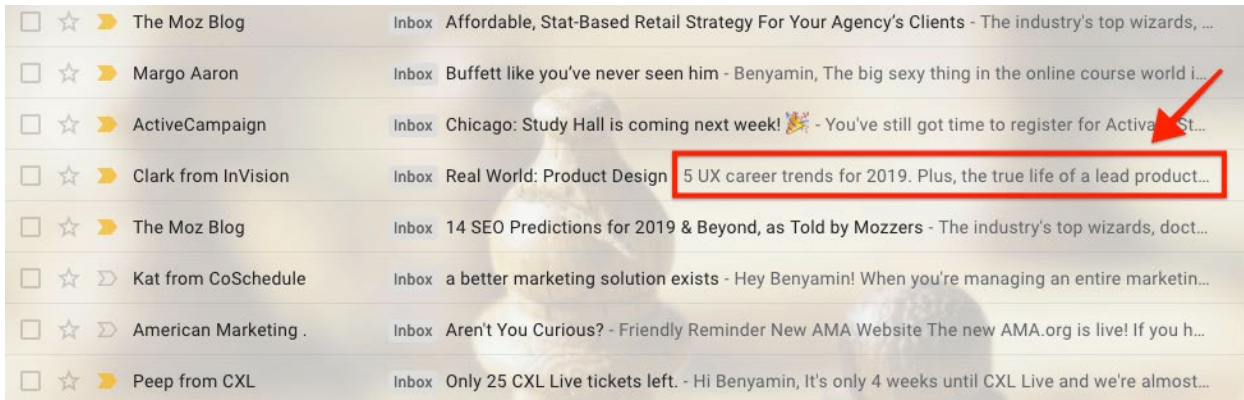 The Moz Blog Inbox Affordable, Stat-Based Retail Strategy For Your Agency’s Clients - The industry's top wizards, ...
Margo Aaron Inbox Buffett like you’ve never seen him - Benyamin, The big sexy thing in the online course world i...
ActiveCampaign Inbox Chicago: Study Hall is coming next week! 🎉 - You've still got time to register for St...
Clark from InVision Inbox Real World: Product Design 5 UX career trends for 2019. Plus, the true life of a lead product...
The Moz Blog Inbox 14 SEO Predictions for 2019 & Beyond, as Told by Mozzers - The industry's top wizards, doct...
Kat from CoSchedule Inbox a better marketing solution exists - Hey Benyamin! When you're managing an entire marketin...
American Marketing . Inbox Aren't You Curious? - Friendly Reminder New AMA Website The new AMA.org is live! If you h...
Peep from CXL Inbox Only 25 CXL Live tickets left. - Hi Benyamin, It's only 4 weeks until CXL Live and we're almost...